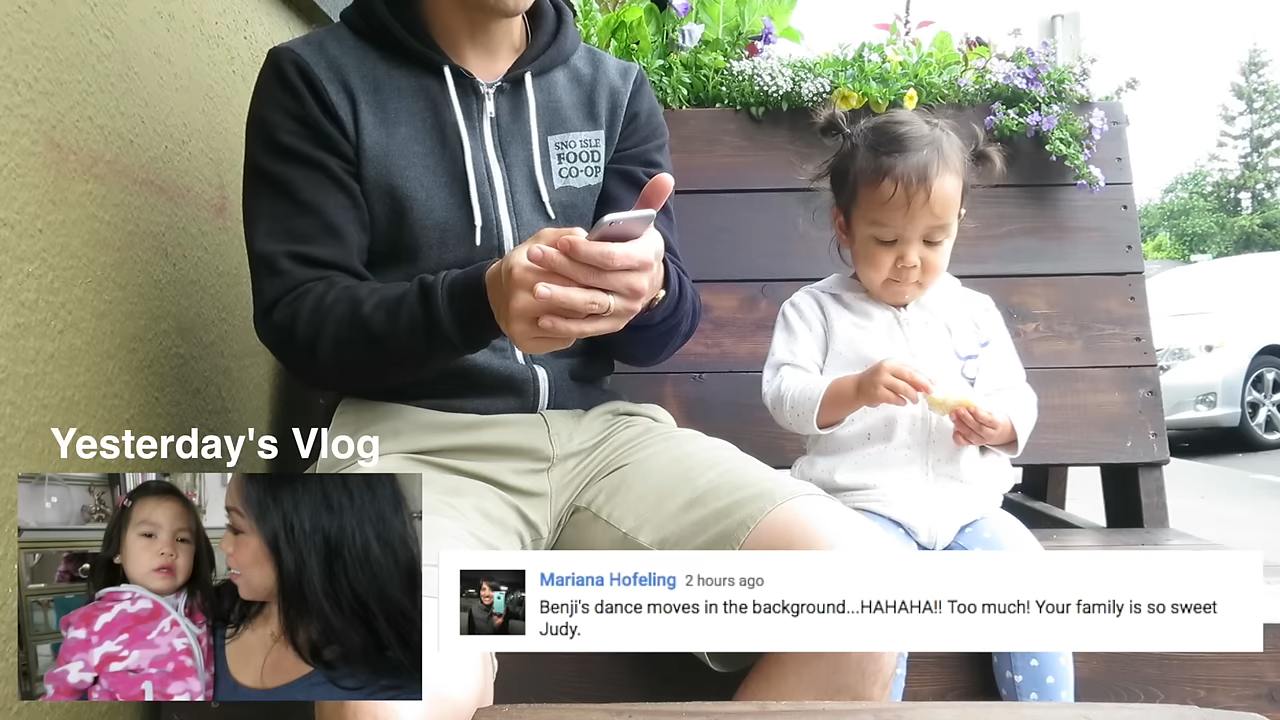 SNO ISLE
FOOD
CO-OP
Yesterday's Vlog
Mariana Hofeling 2 hours ago
Benji's dance moves in the background...HAHAHA!! Too much! Your family is so sweet
Judy.